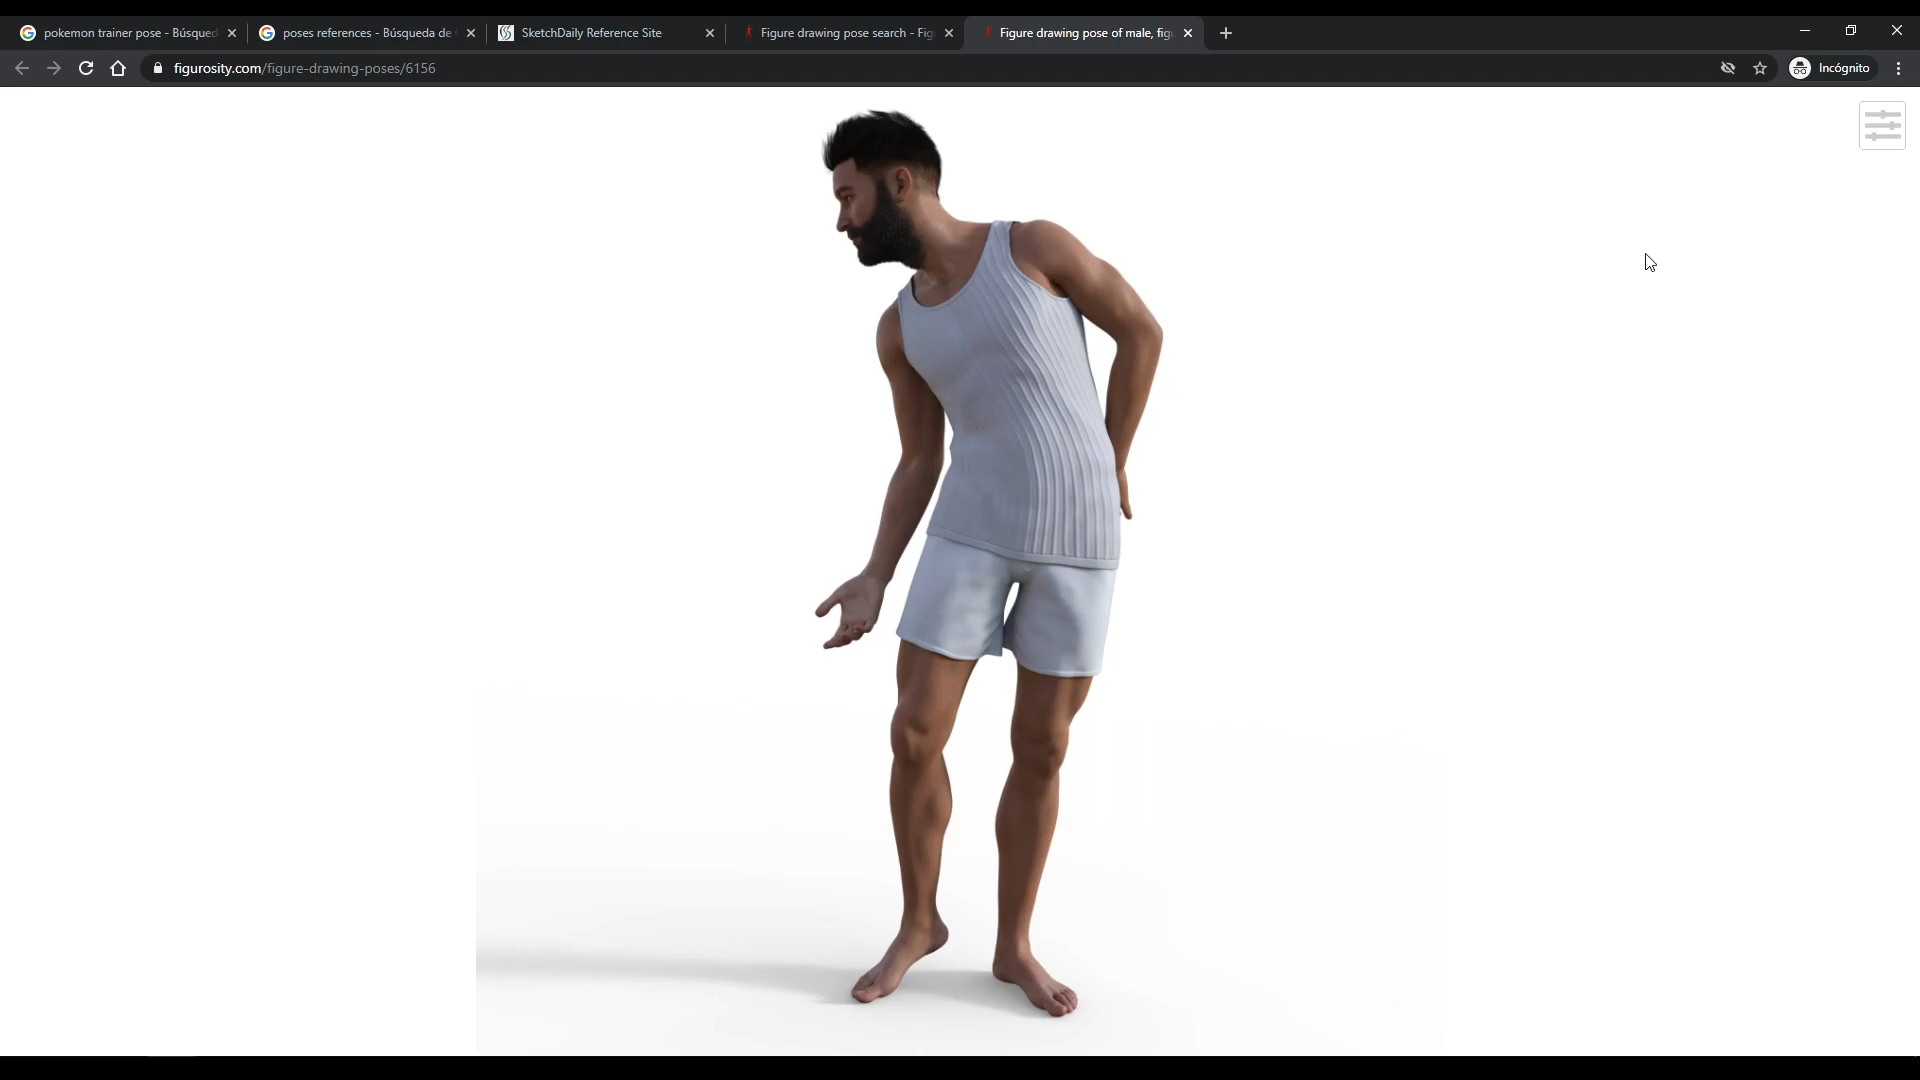 pokemon trainer pose - Búsqued
poses references - Búsqueda de
SketchDaily Reference Site
Figure drawing pose search - Fig
Figure drawing pose of male, figu
figurosity.com/figure-drawing-poses/6156
Incógnito